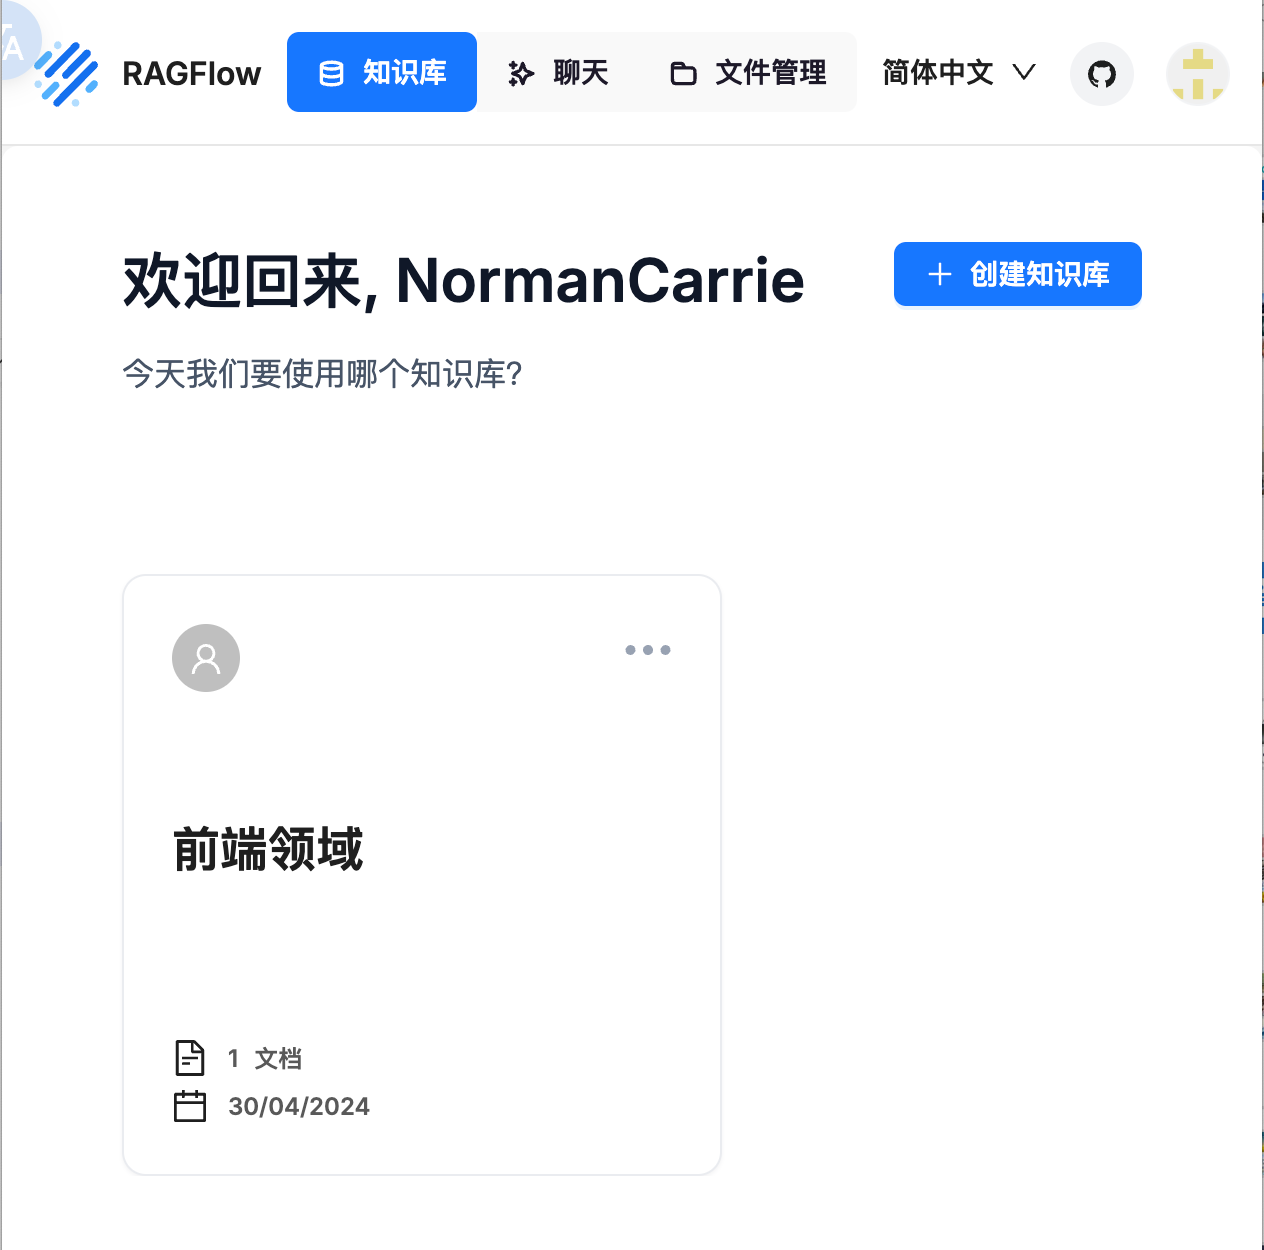 RAGFlow 知识库 聊天 文件管理 简体中文
欢迎回来, NormanCarrie
创建知识库
今天我们要使用哪个知识库?
前端领域
1 文档
30/04/2024